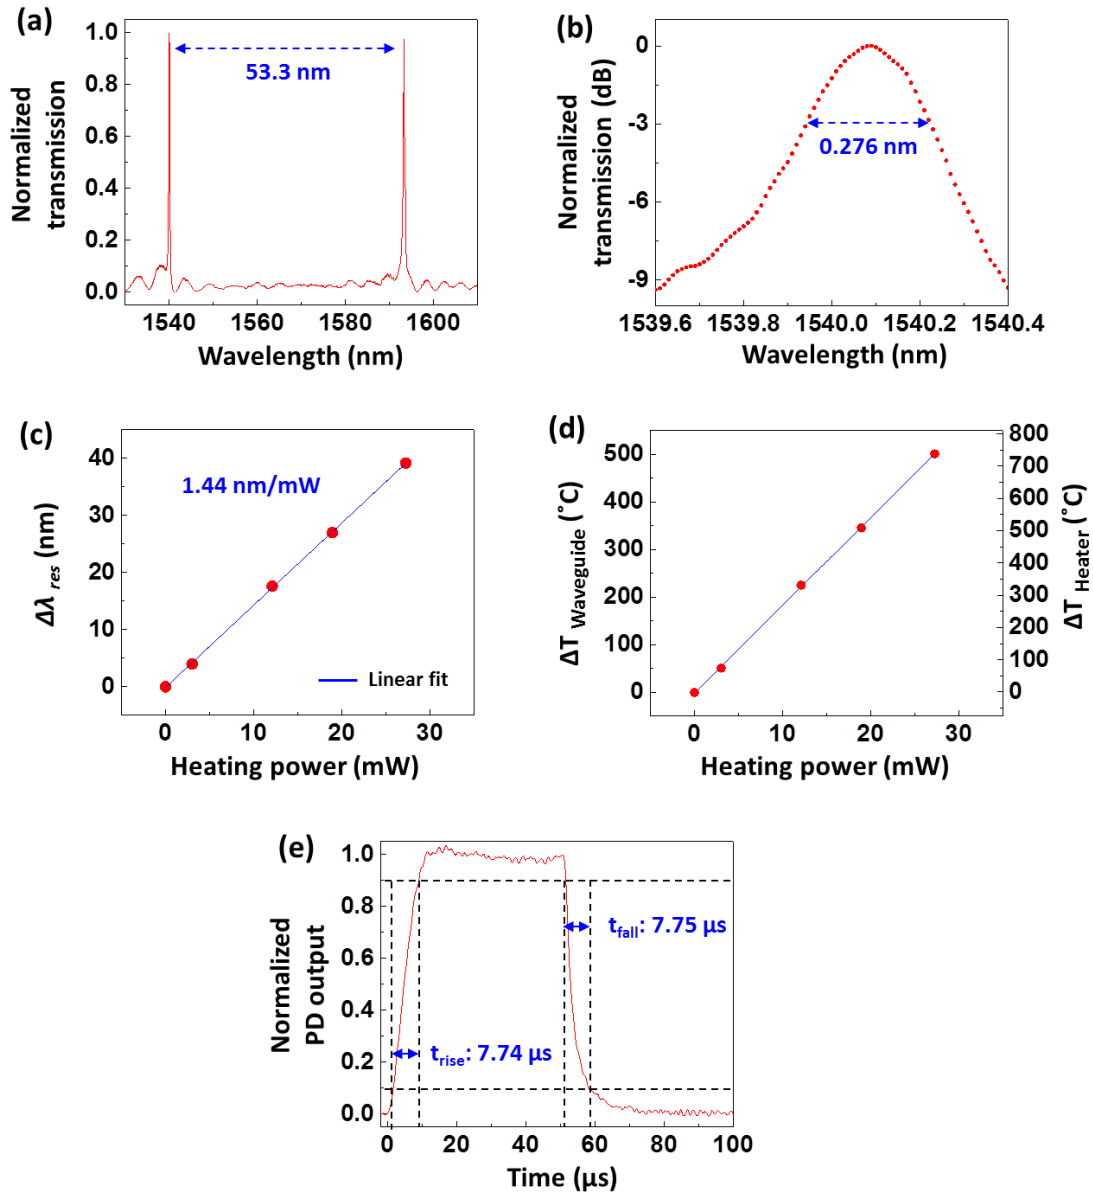 (a)
1.0
0.8
0.6
0.4
0.2
0.0
Normalized
transmission
53.3 nm
1540 1560 1580 1600
Wavelength (nm)
(b)
0
-3
-6
-9
Normalized
transmission (dB)
0.276 nm
1539.6 1539.8 1540.0 1540.2 1540.4
Wavelength (nm)
(c)
40
30
20
10
0
Δλ res (nm)
1.44 nm/mW
Linear fit
0 10 20 30
Heating power (mW)
(d)
500
400
300
200
100
0
ΔT Waveguide (˚C)
800
700
600
500
400
300
200
100
0
ΔT Heater (˚C)
0 10 20 30
Heating power (mW)
(e)
1.0
0.8
0.6
0.4
0.2
0.0
Normalized
PD output
tfall: 7.75 µs
trise: 7.74 µs
0 20 40 60 80 100
Time (µs)